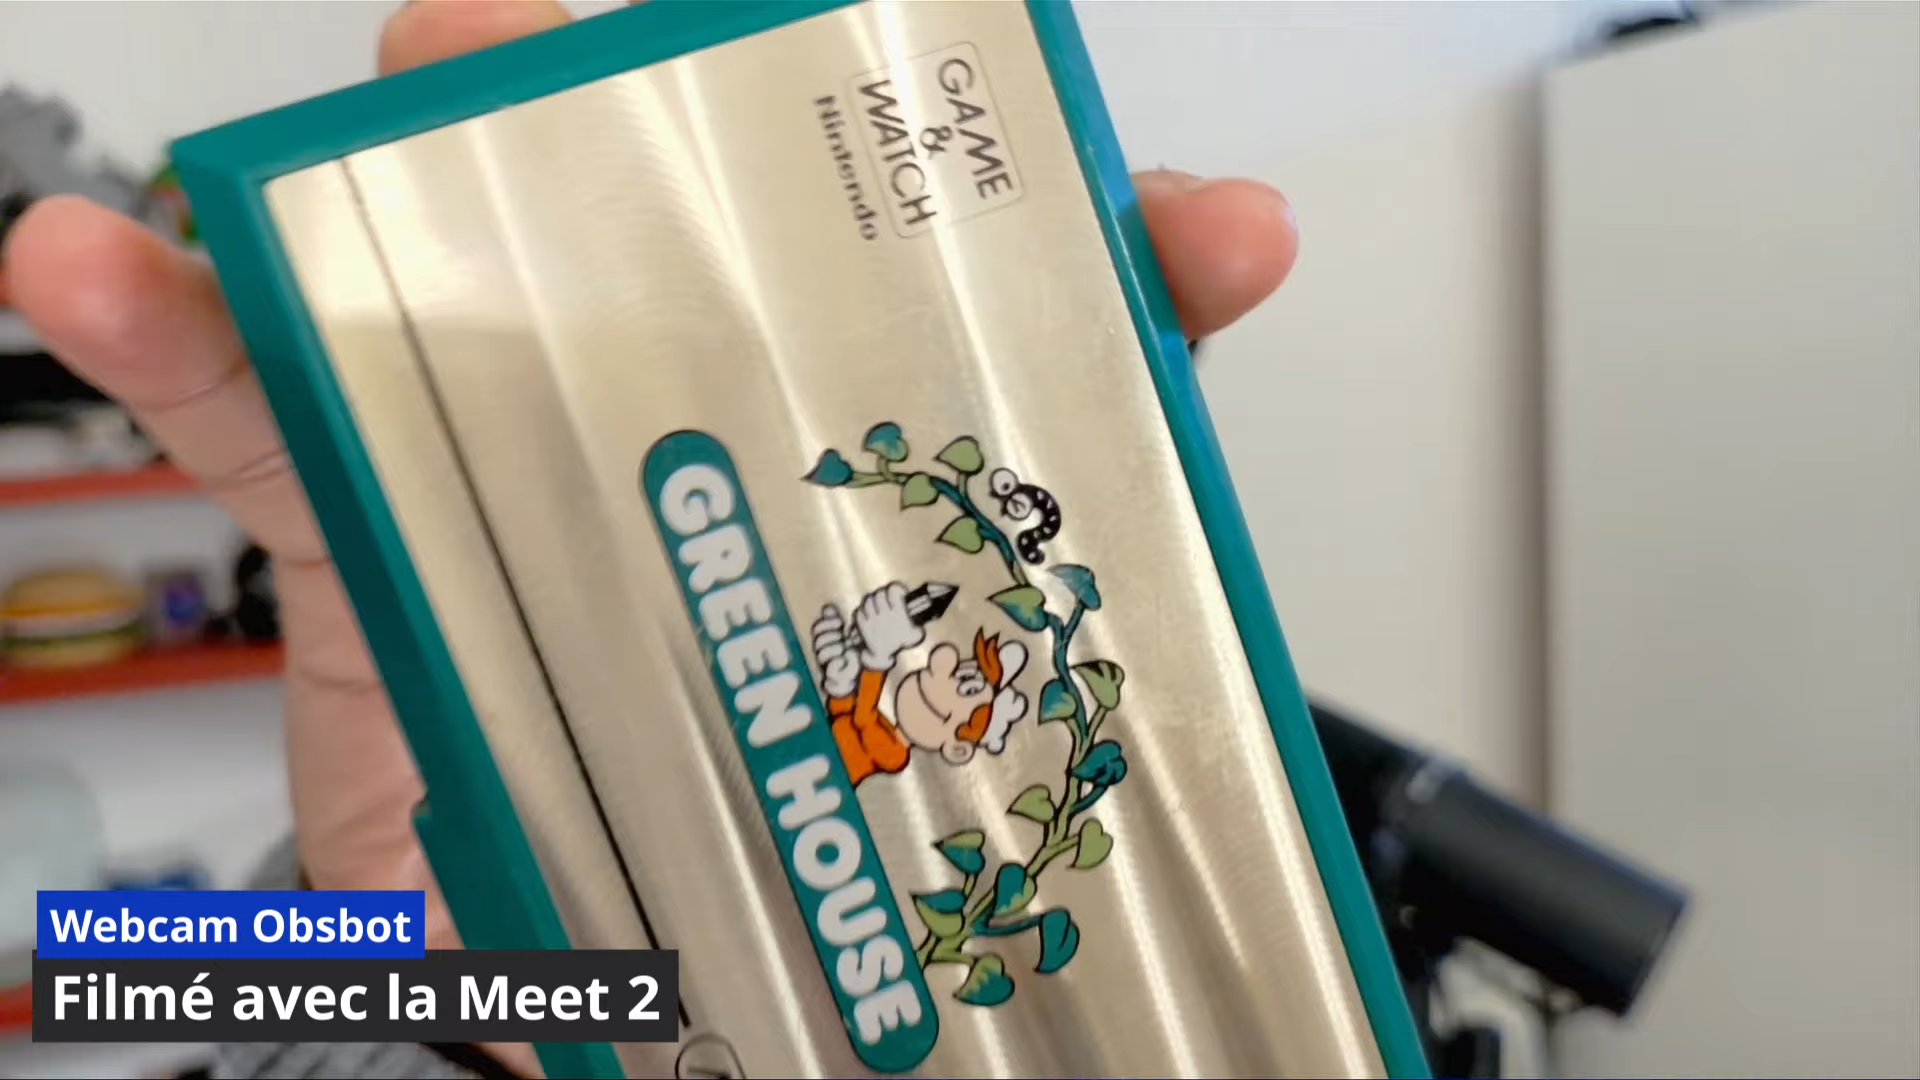 GAME
&
WATCH
Nintendo
GREEN HOUSE
Webcam Obsbot
Filmé avec la Meet 2